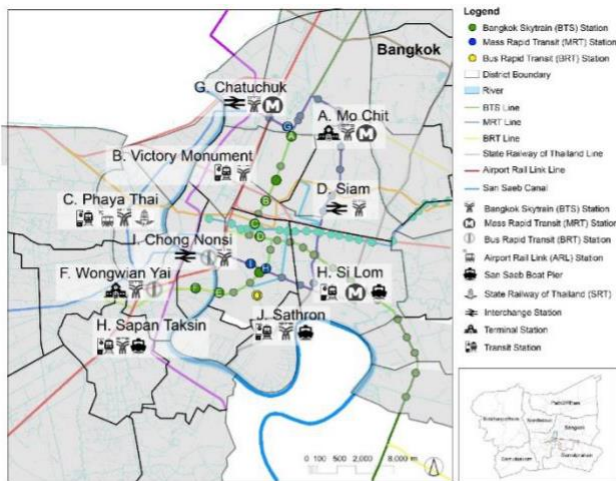 Bangkok
G. Chatuchuk
A. Mo Chit
B. Victory Monument
C. Phaya Thai
D. Siam
I. Chong Nonsi
F. Wongwian Yai
H. Si Lom
H. Sapan Taksin
J. Sathron
G
A
B
C
D
I
H
E
0 100 500 1,000 2,000 8,000 m
Legend
Bangkok Skytrain (BTS) Station
Mass Rapid Transit (MRT) Station
Bus Rapid Transit (BRT) Station
District Boundary
River
BTS Line
MRT Line
BRT Line
State Railway of Thailand Line
Airport Rail Link Line
San Saeb Canal
Bangkok Skytrain (BTS) Station
Mass Rapid Transit (MRT) Station
Bus Rapid Transit (BRT) Station
Airport Rail Link (ARL) Station
San Saeb Boat Pier
State Railway of Thailand (SRT)
Interchange Station
Terminal Station
Transit Station